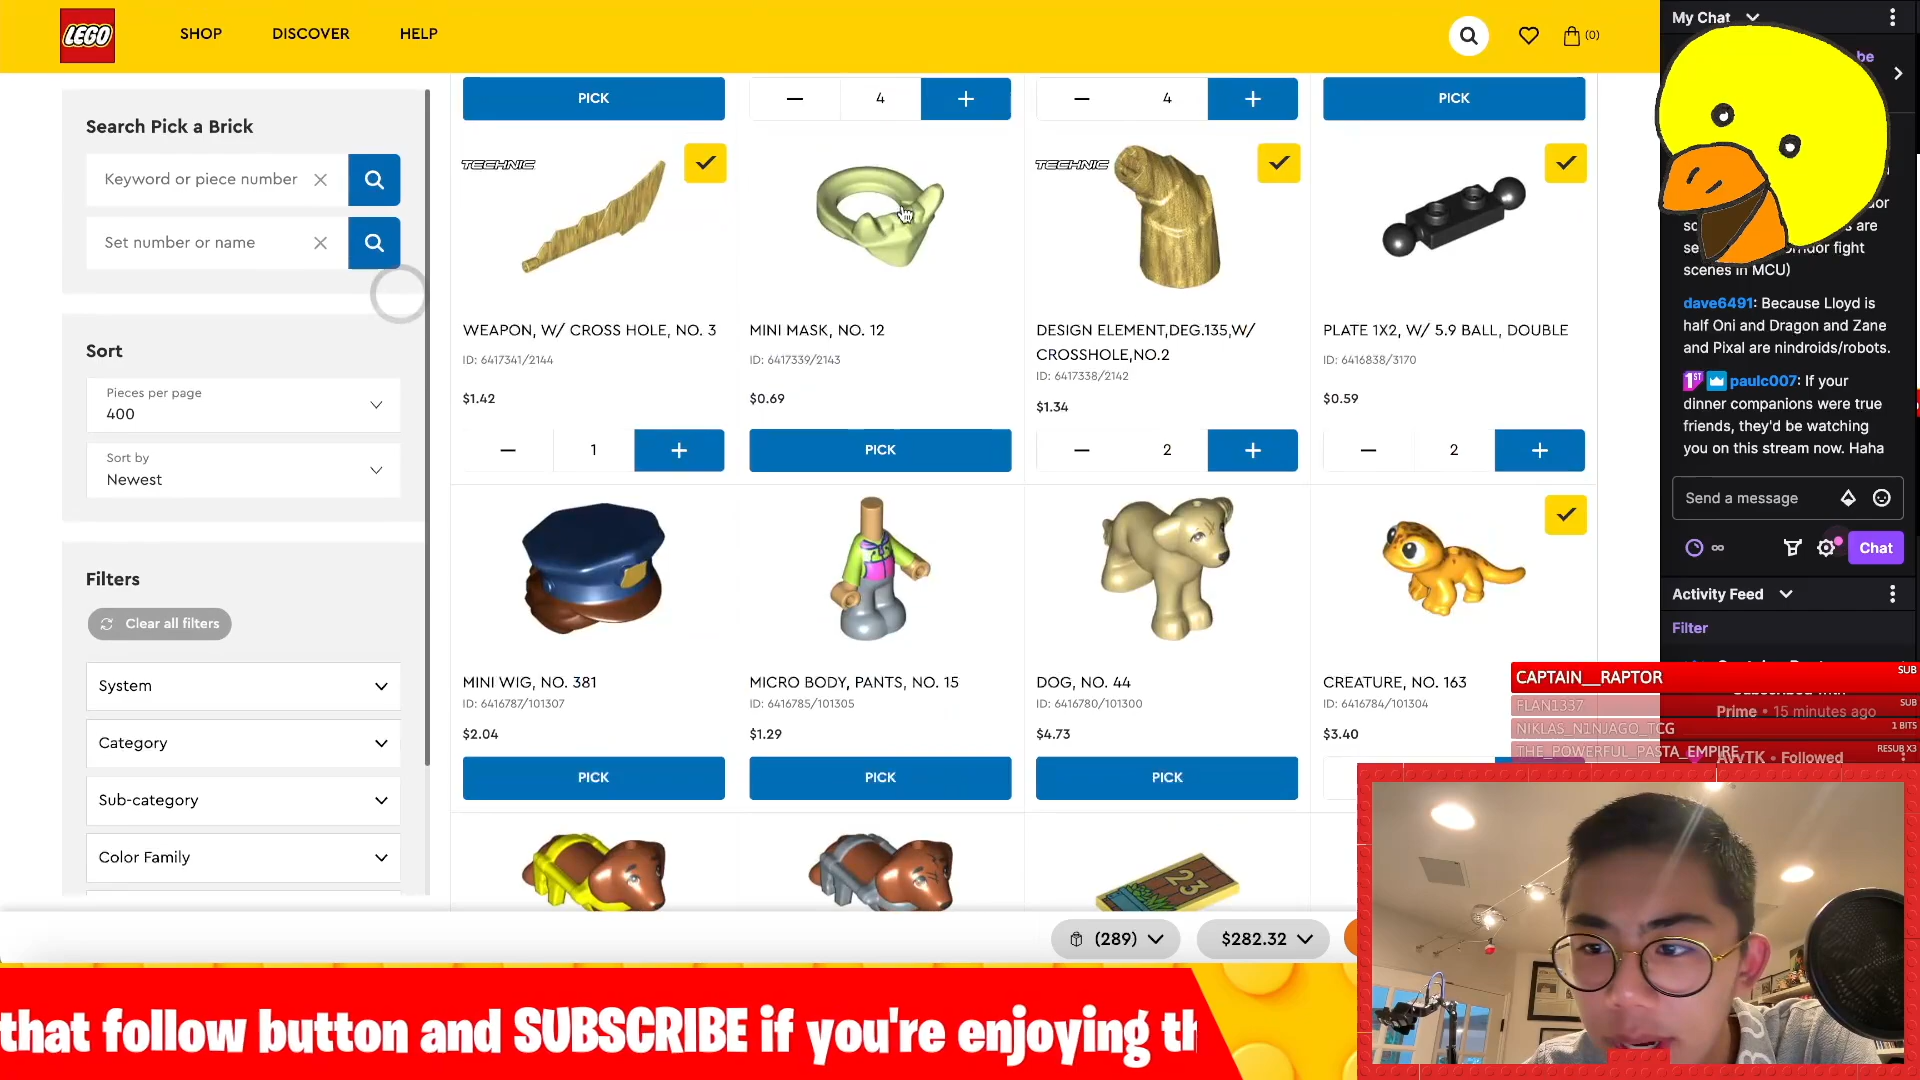 LEGO
SHOP
DISCOVER
HELP
(0)
Search Pick a Brick
Keyword or piece number
Set number or name
Sort
Pieces per page
400
Sort by
Newest
Filters
Clear all filters
System
Category
Sub-category
Color Family
PICK
4
4
PICK
TECHNIC
WEAPON, W/ CROSS HOLE, NO. 3
ID: 6417341/2144
$1.42
1
MINI MASK, NO. 12
ID: 6417339/2143
$0.69
PICK
TECHNIC
DESIGN ELEMENT,DEG.135,W/
CROSSHOLE,NO.2
ID: 6417338/2142
$1.34
2
PLATE 1X2, W/ 5.9 BALL, DOUBLE
ID: 6416838/3170
$0.59
2
MINI WIG, NO. 381
ID: 6416787/101307
$2.04
PICK
MICRO BODY, PANTS, NO. 15
ID: 6416785/101305
$1.29
PICK
DOG, NO. 44
ID: 6416780/101300
$4.73
PICK
CREATURE, NO. 163
ID: 6416784/101304
$3.40
23
(289)
$282.32
My Chat
be
are
scenes in MCU)
dave6491: Because Lloyd is
half Oni and Dragon and Zane
and Pixal are nindroids/robots.
1ST paulc007: If your
dinner companions were true
friends, they'd be watching
you on this stream now. Haha
Send a message
∞
Chat
Activity Feed
Filter
CAPTAIN__RAPTOR SUB
FLAN1337 SUB
Prime • 15 minutes ago
NIKLAS_N1NJAGO_TCG 1 BITS
THE_POWERFUL_PASTA_EMPIRE RESUB X3
AvyTK • Followed
that follow button and SUBSCRIBE if you're enjoying th